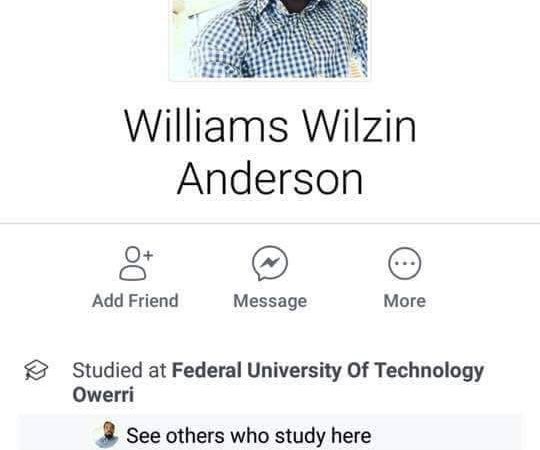 Williams Wilzin
Anderson
Add Friend
Message
More
Studied at Federal University Of Technology
Owerri
See others who study here